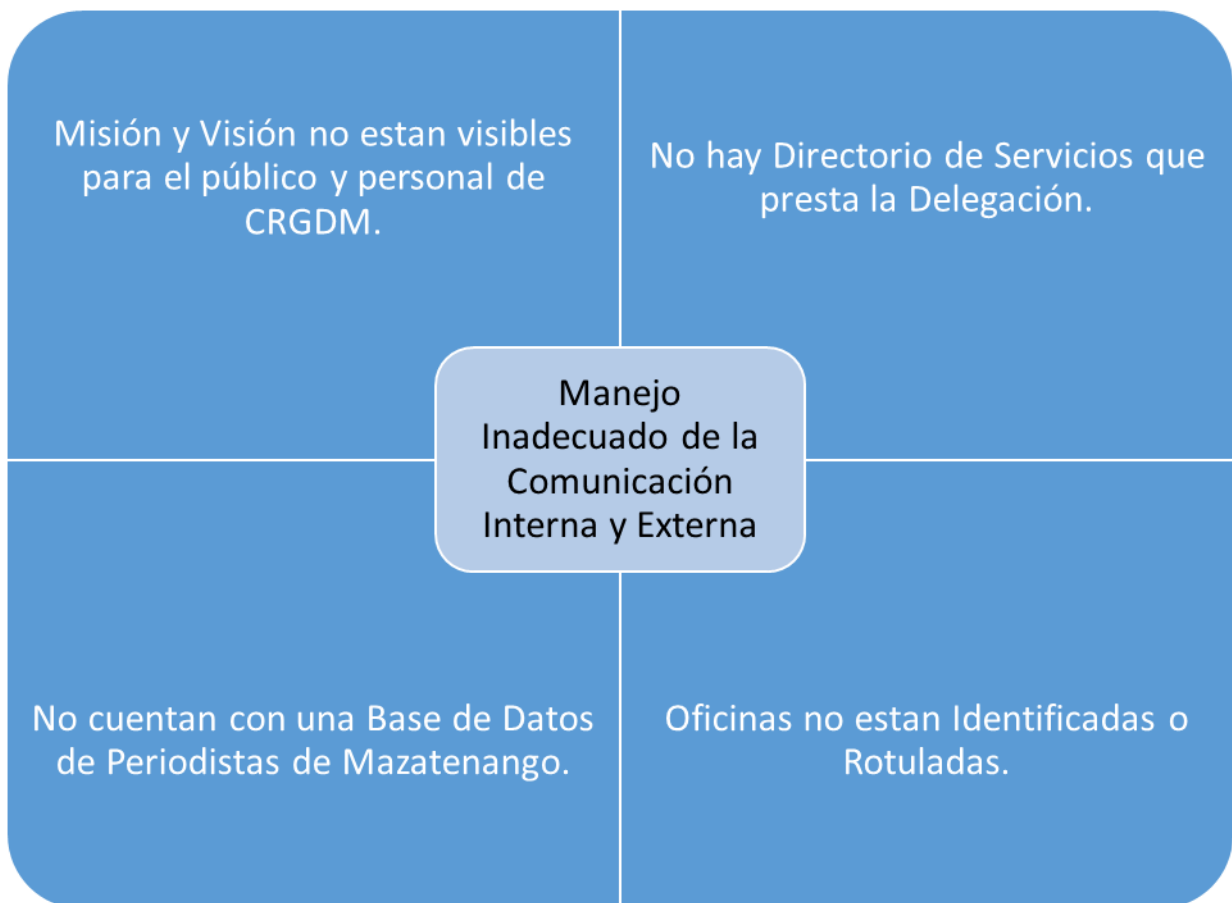 Misión y Visión no estan visibles
para el público y personal de
CRGDM.
No hay Directorio de Servicios que
presta la Delegación.
Manejo
Inadecuado de la
Comunicación
Interna y Externa
No cuentan con una Base de Datos
de Periodistas de Mazatenango.
Oficinas no estan Identificadas o
Rotuladas.